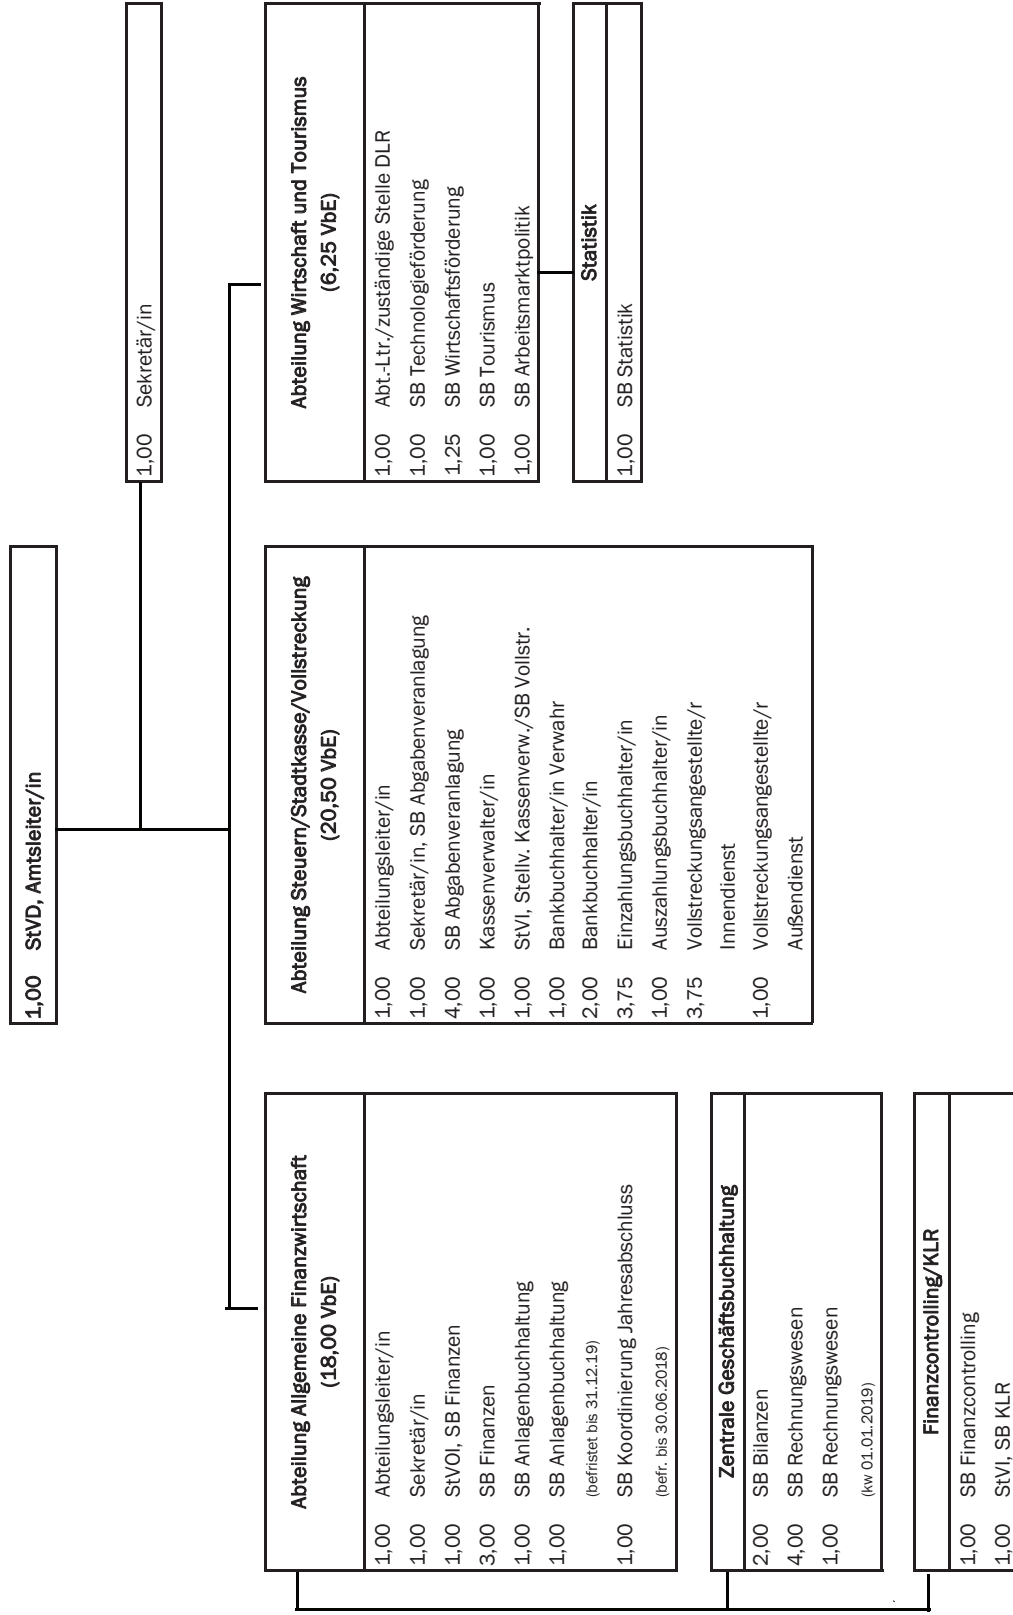 1,00 StVD, Amtsleiter/in
1,00 Sekretär/in
Abteilung Allgemeine Finanzwirtschaft
(18,00 VbE)
1,00 Abteilungsleiter/in
1,00 Sekretär/in
1,00 StVOI, SB Finanzen
3,00 SB Finanzen
1,00 SB Anlagenbuchhaltung
1,00 SB Anlagenbuchhaltung
(befristet bis 31.12.19)
1,00 SB Koordinierung Jahresabschluss
(befr. bis 30.06.2018)
Zentrale Geschäftsbuchhaltung
2,00 SB Bilanzen
4,00 SB Rechnungswesen
1,00 SB Rechnungswesen
(kw 01.01.2019)
Finanzcontrolling/KLR
1,00 SB Finanzcontrolling
1,00 StVI, SB KLR
Abteilung Steuern/Stadtkasse/Vollstreckung
(20,50 VbE)
1,00 Abteilungsleiter/in
1,00 Sekretär/in, SB Abgabenveranlagung
4,00 SB Abgabenveranlagung
1,00 Kassenverwalter/in
1,00 StVI, Stellv. Kassenverw./SB Vollstr.
1,00 Bankbuchhalter/in Verwahr
2,00 Bankbuchhalter/in
3,75 Einzahlungsbuchhalter/in
1,00 Auszahlungsbuchhalter/in
3,75 Vollstreckungsangestellte/r
Innendienst
1,00 Vollstreckungsangestellte/r
Außendienst
Abteilung Wirtschaft und Tourismus
(6,25 VbE)
1,00 Abt.-Ltr./zuständige Stelle DLR
1,00 SB Technologieförderung
1,25 SB Wirtschaftsförderung
1,00 SB Tourismus
1,00 SB Arbeitsmarktpolitik
Statistik
1,00 SB Statistik